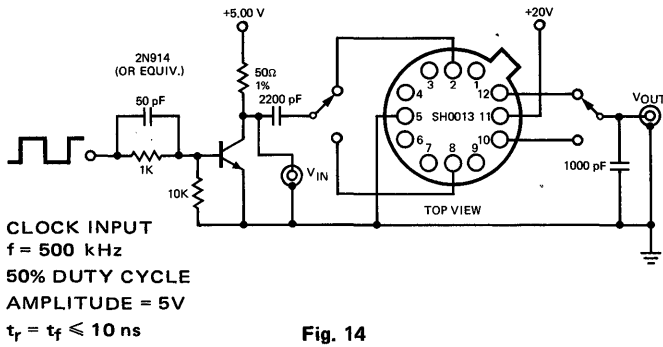 +5.00 V
+20V
2N914
(OR EQUIV.)
50Ω
1%
50 pF
2200 pF
1K
10K
VIN
3
2
1
4
12
5
SH0013
11
6
10
7
8
9
TOP VIEW
VOUT
1000 pF
CLOCK INPUT
f = 500 kHz
50% DUTY CYCLE
AMPLITUDE = 5V
tr = tf ⩽ 10 ns
Fig. 14